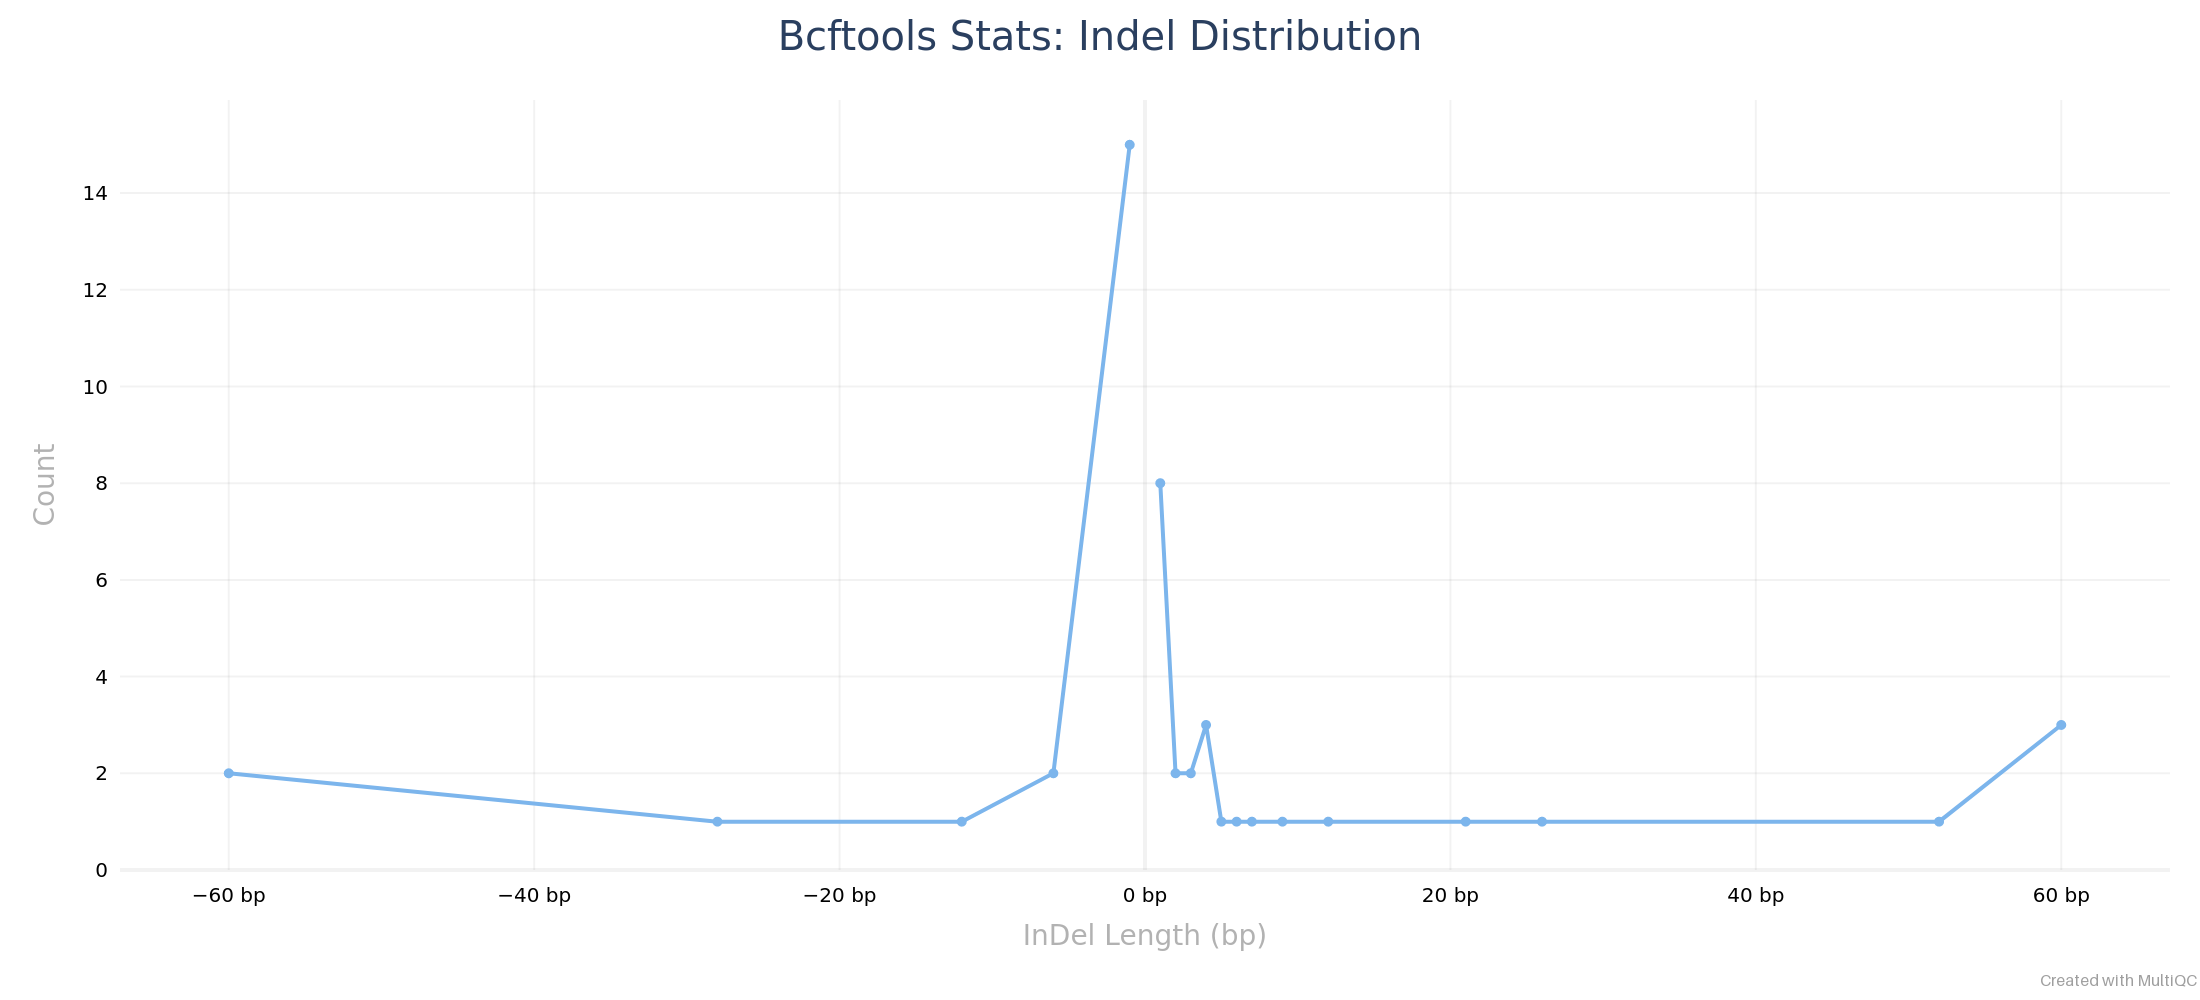 Bcftools Stats: Indel Distribution
14
12
10
8
6
4
2
0
Count
−60 bp
−40 bp
−20 bp
0 bp
20 bp
40 bp
60 bp
InDel Length (bp)
Created with MultiQC